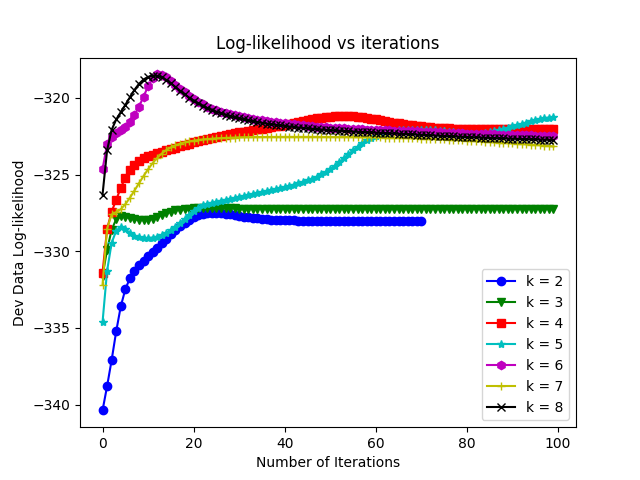 Log-likelihood vs iterations
Dev Data Log-likelihood
−320
−325
−330
−335
−340
0 20 40 60 80 100
Number of Iterations
k = 2
k = 3
k = 4
k = 5
k = 6
k = 7
k = 8